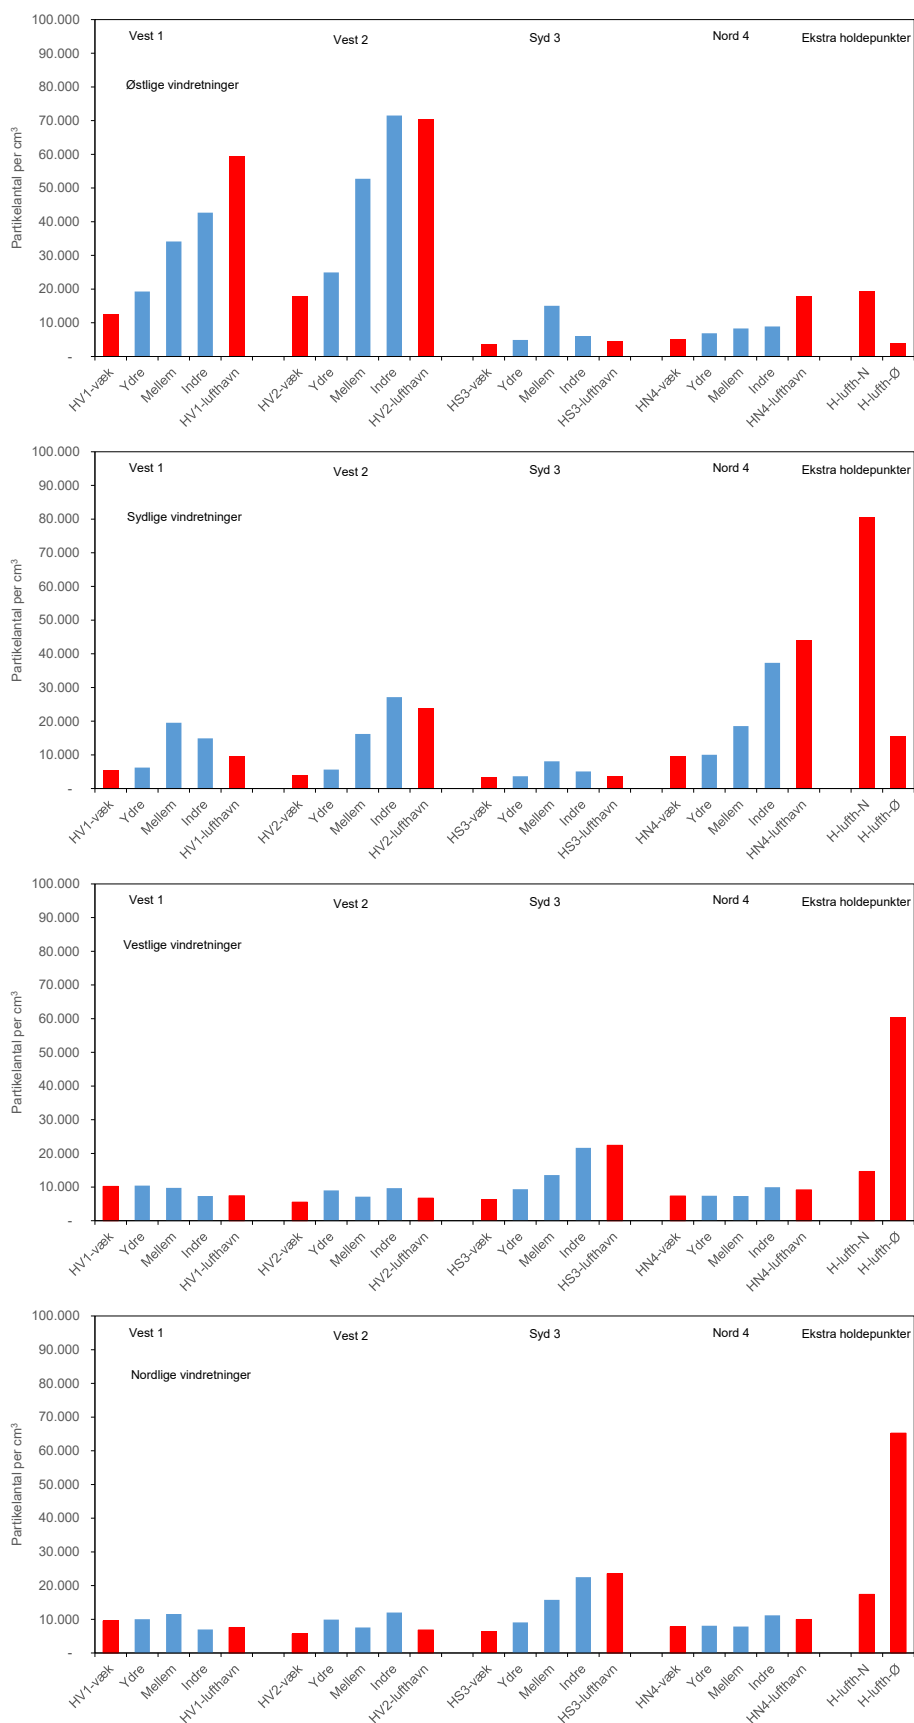 100.000
Vest 1
Vest 2
Syd 3
Nord 4
Ekstra holdepunkter
90.000
Østlige vindretninger
80.000
70.000
60.000
50.000
40.000
30.000
20.000
10.000
-
Partikelantal per cm³
HV1-væk
Ydre
Mellem
Indre
HV1-lufthavn
HV2-væk
Ydre
Mellem
Indre
HV2-lufthavn
HS3-væk
Ydre
Mellem
Indre
HS3-lufthavn
HN4-væk
Ydre
Mellem
Indre
HN4-lufthavn
H-lufth-N
H-lufth-Ø
100.000
Vest 1
Vest 2
Syd 3
Nord 4
Ekstra holdepunkter
90.000
Sydlige vindretninger
80.000
70.000
60.000
50.000
40.000
30.000
20.000
10.000
-
Partikelantal per cm³
HV1-væk
Ydre
Mellem
Indre
HV1-lufthavn
HV2-væk
Ydre
Mellem
Indre
HV2-lufthavn
HS3-væk
Ydre
Mellem
Indre
HS3-lufthavn
HN4-væk
Ydre
Mellem
Indre
HN4-lufthavn
H-lufth-N
H-lufth-Ø
100.000
Vest 1
Vest 2
Syd 3
Nord 4
Ekstra holdepunkter
90.000
Vestlige vindretninger
80.000
70.000
60.000
50.000
40.000
30.000
20.000
10.000
-
Partikelantal per cm³
HV1-væk
Ydre
Mellem
Indre
HV1-lufthavn
HV2-væk
Ydre
Mellem
Indre
HV2-lufthavn
HS3-væk
Ydre
Mellem
Indre
HS3-lufthavn
HN4-væk
Ydre
Mellem
Indre
HN4-lufthavn
H-lufth-N
H-lufth-Ø
100.000
Vest 1
Vest 2
Syd 3
Nord 4
Ekstra holdepunkter
90.000
Nordlige vindretninger
80.000
70.000
60.000
50.000
40.000
30.000
20.000
10.000
-
Partikelantal per cm³
HV1-væk
Ydre
Mellem
Indre
HV1-lufthavn
HV2-væk
Ydre
Mellem
Indre
HV2-lufthavn
HS3-væk
Ydre
Mellem
Indre
HS3-lufthavn
HN4-væk
Ydre
Mellem
Indre
HN4-lufthavn
H-lufth-N
H-lufth-Ø